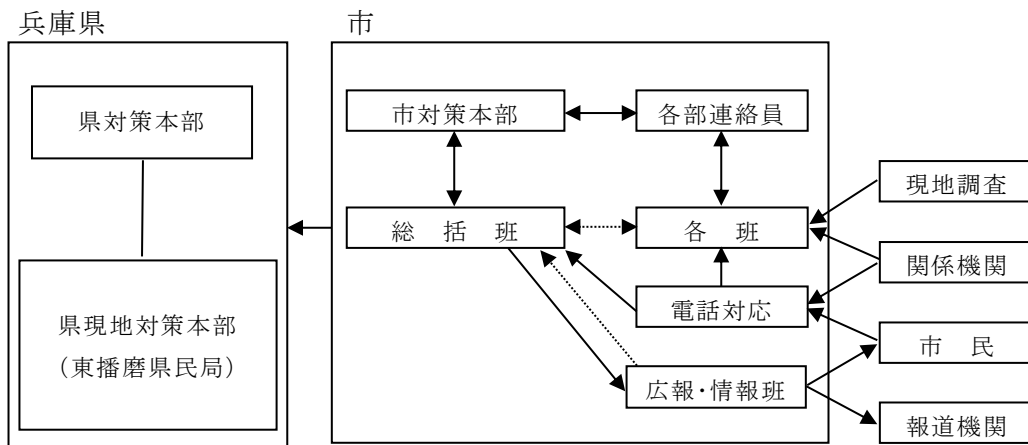 兵庫県
市
県対策本部
市対策本部
各部連絡員
現地調査
総 括 班
各 班
関係機関
電話対応
県現地対策本部
（東播磨県民局）
市 民
広報・情報班
報道機関